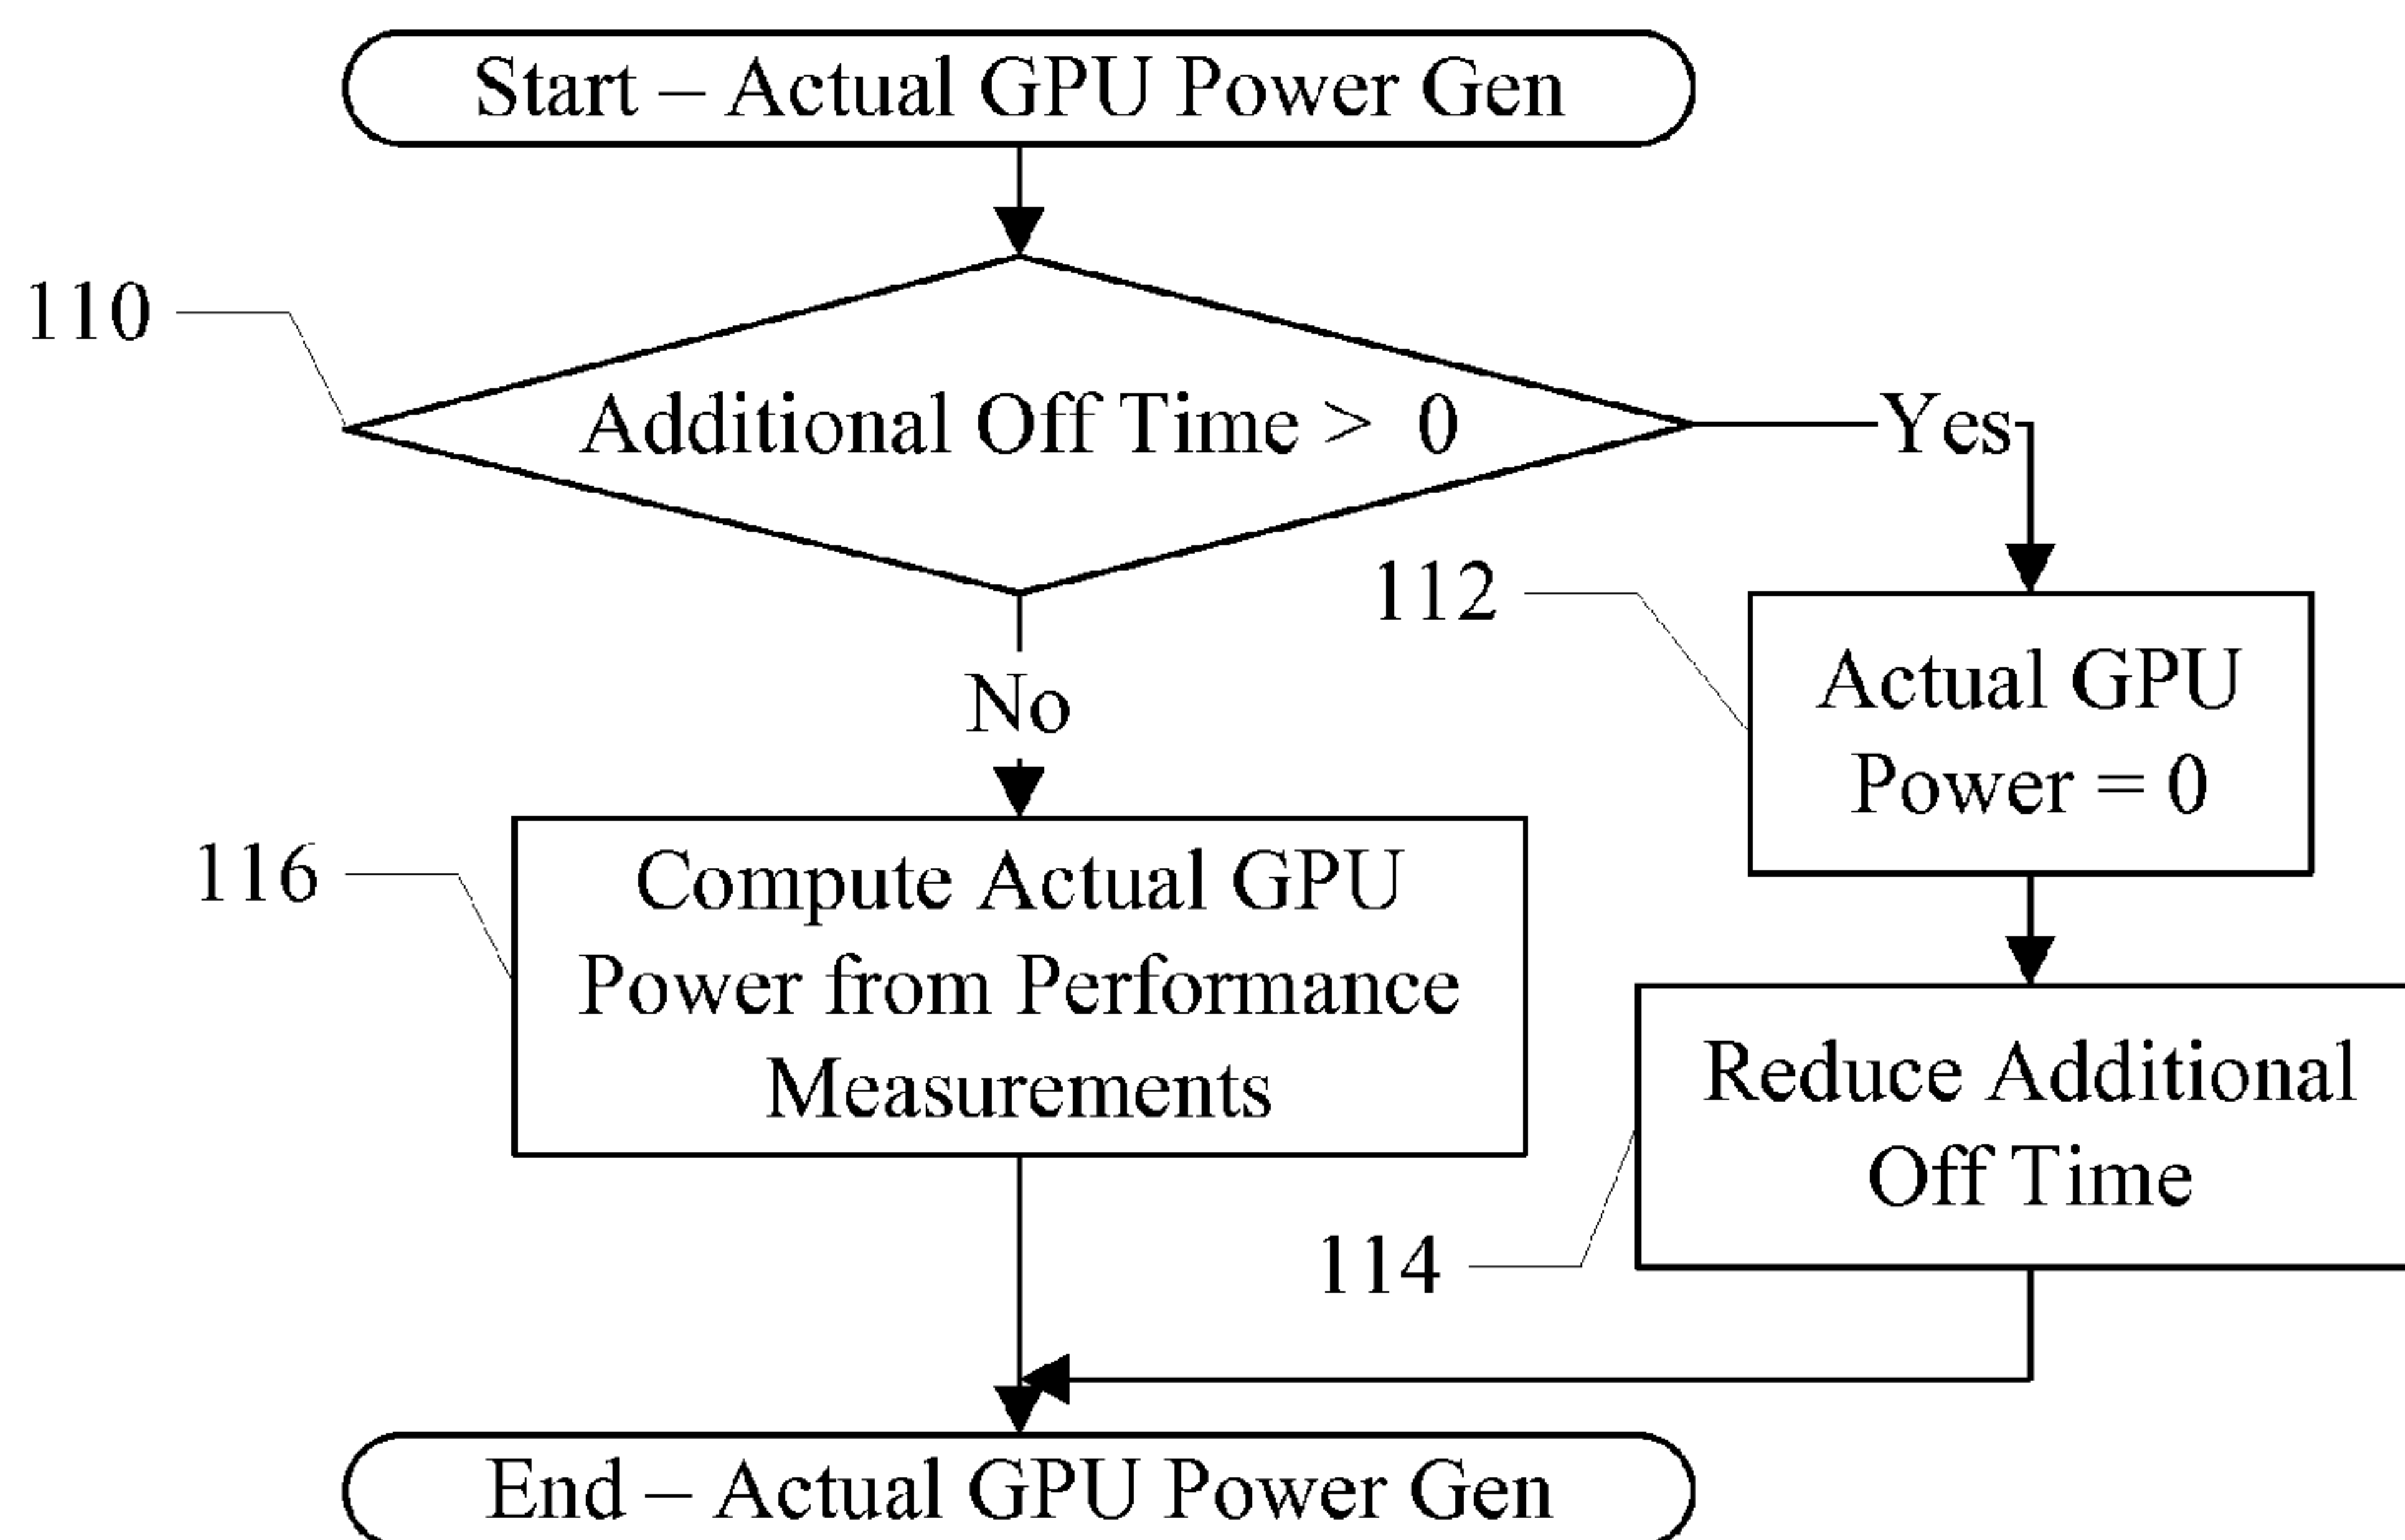 Start – Actual GPU Power Gen
110
Additional Off Time > 0
Yes
112
No
Actual GPU
Power = 0
116
Compute Actual GPU
Power from Performance
Measurements
Reduce Additional
Off Time
114
End – Actual GPU Power Gen